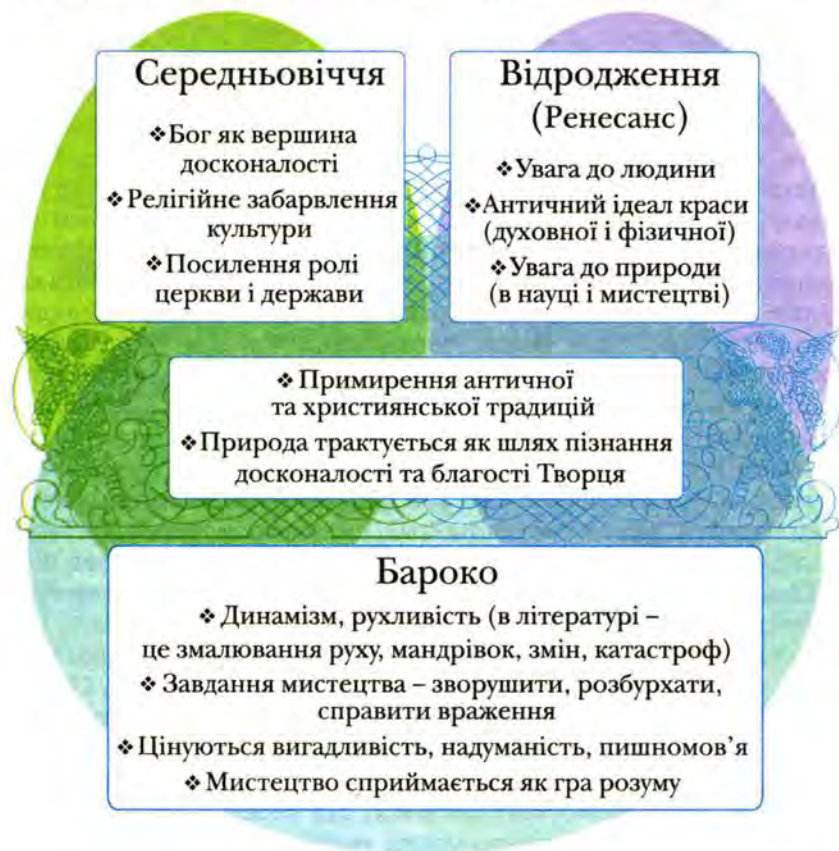 Середньовіччя
❖Бог як вершина
досконалості
❖Релігійне забарвлення
культури
❖Посилення ролі
церкви і держави
Відродження
(Ренесанс)
❖Увага до людини
❖Античний ідеал краси
(духовної і фізичної)
❖Увага до природи
(в науці і мистецтві)
❖ Примирення античної
та християнської традицій
❖Природа трактується як шлях пізнання
досконалості та благості Творця
Бароко
❖ Динамізм, рухливість (в літературі –
це змалювання руху, мандрівок, змін, катастроф)
❖ Завдання мистецтва – зворушити, розбурхати,
справити враження
❖Цінуються вигадливість, надуманість, пишномов’я
❖ Мистецтво сприймається як гра розуму